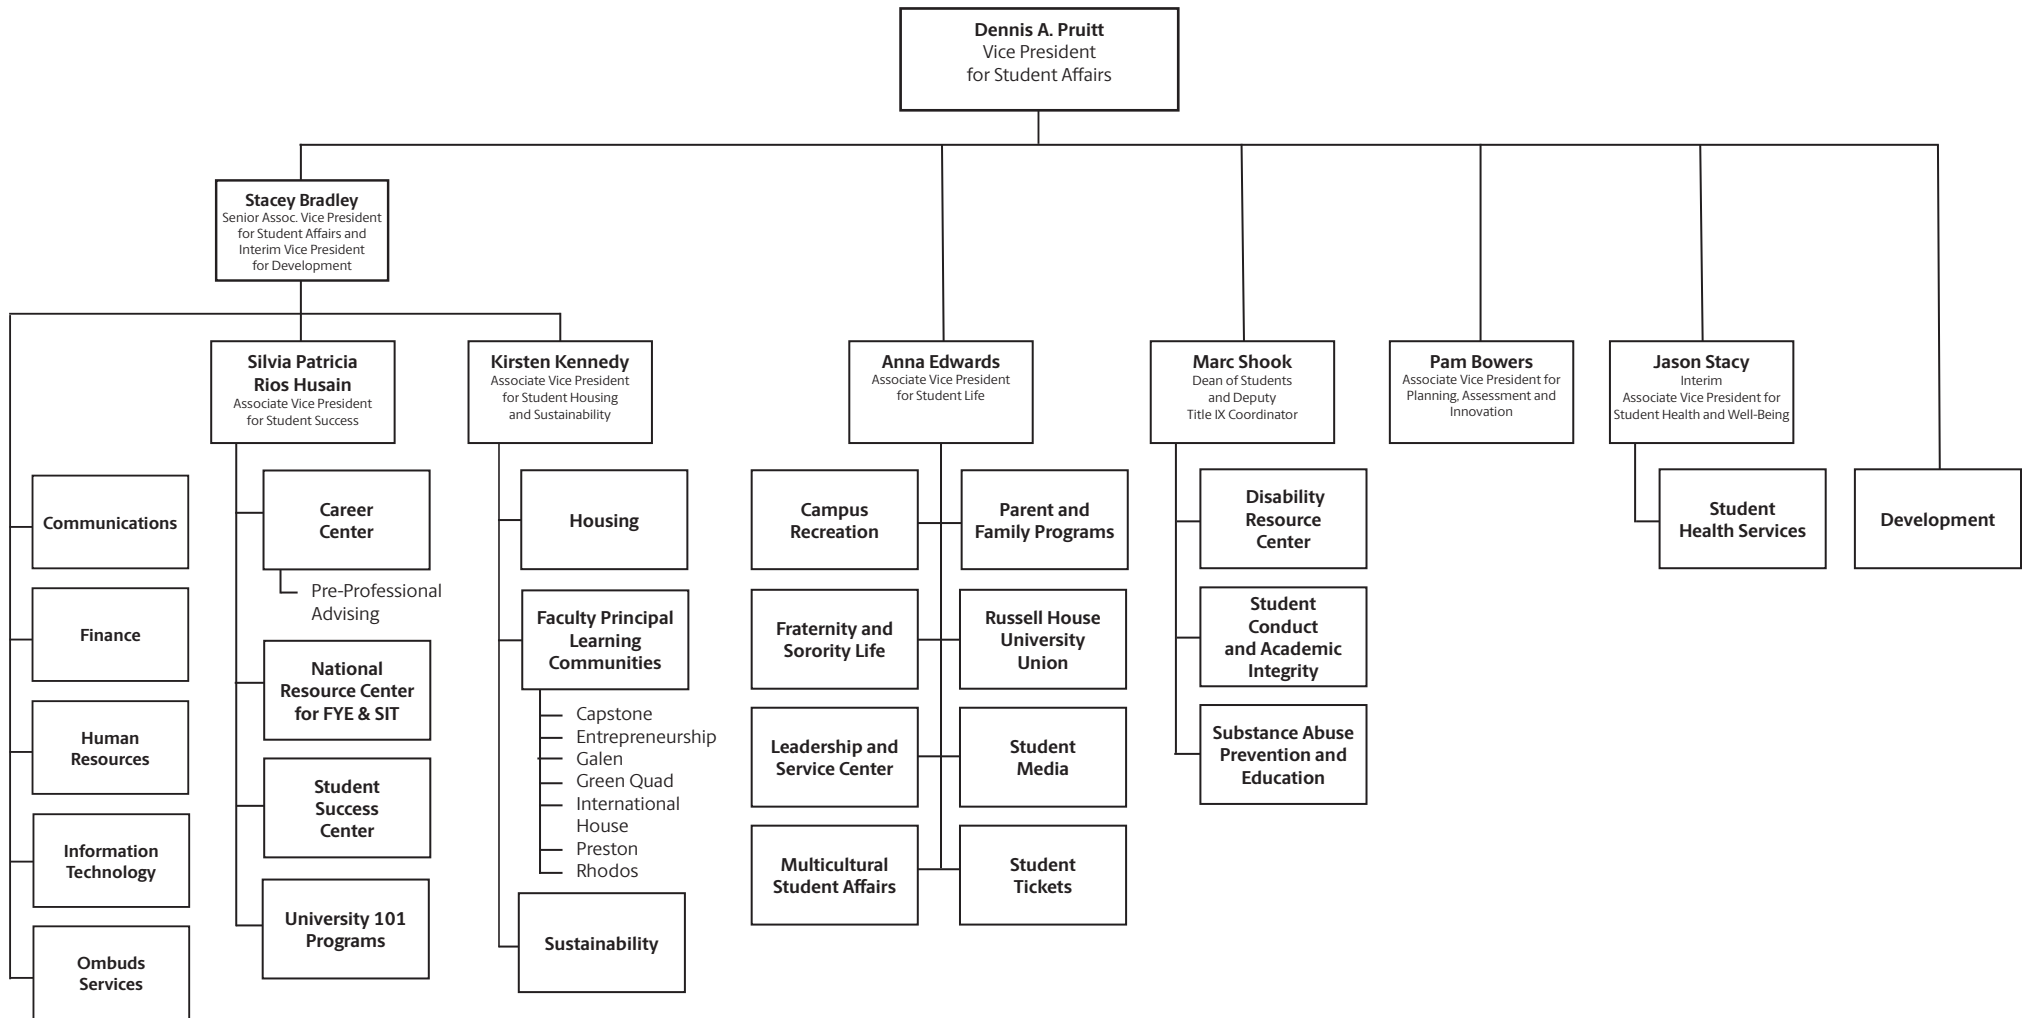 Dennis A. Pruitt
Vice President
for Student Affairs
Stacey Bradley
Senior Assoc. Vice President
for Student Affairs and
Interim Vice President
for Development
Silvia Patricia
Rios Husain
Associate Vice President
for Student Success
Kirsten Kennedy
Associate Vice President
for Student Housing
and Sustainability
Anna Edwards
Associate Vice President
for Student Life
Marc Shook
Dean of Students
and Deputy
Title IX Coordinator
Pam Bowers
Associate Vice President for
Planning, Assessment and
Innovation
Jason Stacy
Interim
Associate Vice President for
Student Health and Well-Being
Communications
Finance
Human
Resources
Information
Technology
Ombuds
Services
Career
Center
Pre-Professional
Advising
National
Resource Center
for FYE & SIT
Student
Success
Center
University 101
Programs
Housing
Faculty Principal
Learning
Communities
Capstone
Entrepreneurship
Galen
Green Quad
International
House
Preston
Rhodos
Sustainability
Campus
Recreation
Parent and
Family Programs
Fraternity and
Sorority Life
Russell House
University
Union
Leadership and
Service Center
Student
Media
Multicultural
Student Affairs
Student
Tickets
Disability
Resource
Center
Student
Conduct
and Academic
Integrity
Substance Abuse
Prevention and
Education
Student
Health Services
Development